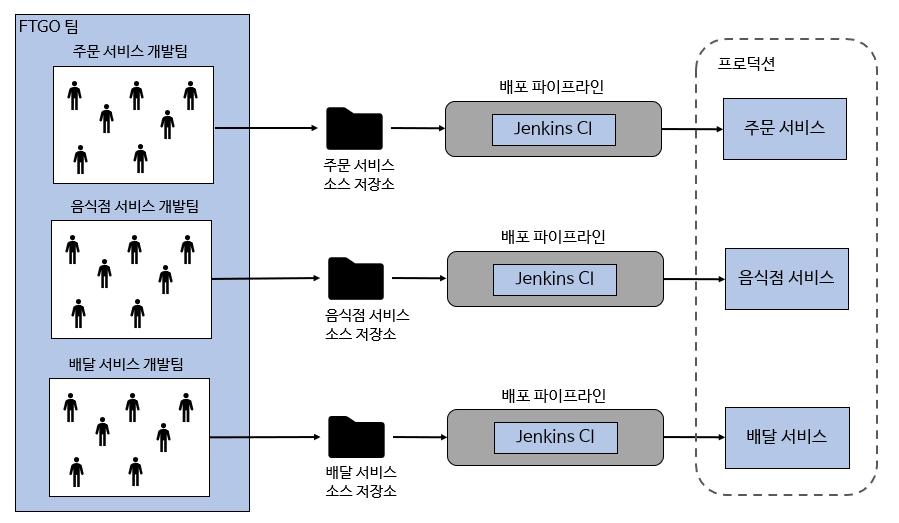 FTGO 팀
주문 서비스 개발팀
주문 서비스
소스 저장소
배포 파이프라인
Jenkins CI
프로덕션
주문 서비스
음식점 서비스 개발팀
음식점 서비스
소스 저장소
배포 파이프라인
Jenkins CI
음식점 서비스
배달 서비스 개발팀
배달 서비스
소스 저장소
배포 파이프라인
Jenkins CI
배달 서비스